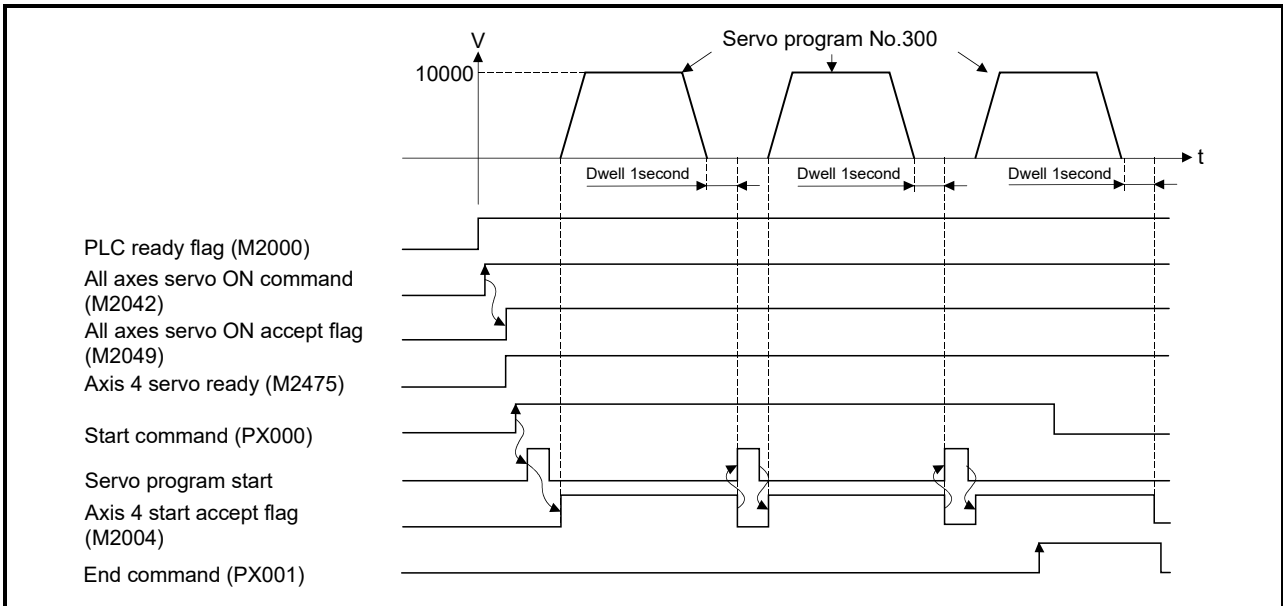 V
Servo program No.300
10000
t
Dwell 1second
Dwell 1second
Dwell 1second
PLC ready flag (M2000)
All axes servo ON command
(M2042)
All axes servo ON accept flag
(M2049)
Axis 4 servo ready (M2475)
Start command (PX000)
Servo program start
Axis 4 start accept flag
(M2004)
End command (PX001)